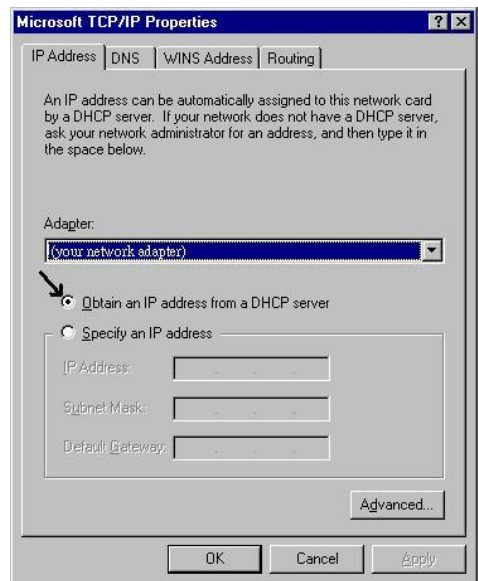 Microsoft TCP/IP Properties
? X
IP Address DNS WINS Address Routing
An IP address can be automatically assigned to this network card
by a DHCP server. If your network does not have a DHCP server,
ask your network administrator for an address, and then type it in
the space below.
Adapter:
(your network adapter)
Obtain an IP address from a DHCP server
Specify an IP address
IP Address:
Subnet Mask:
Default Gateway:
Advanced...
OK Cancel Apply